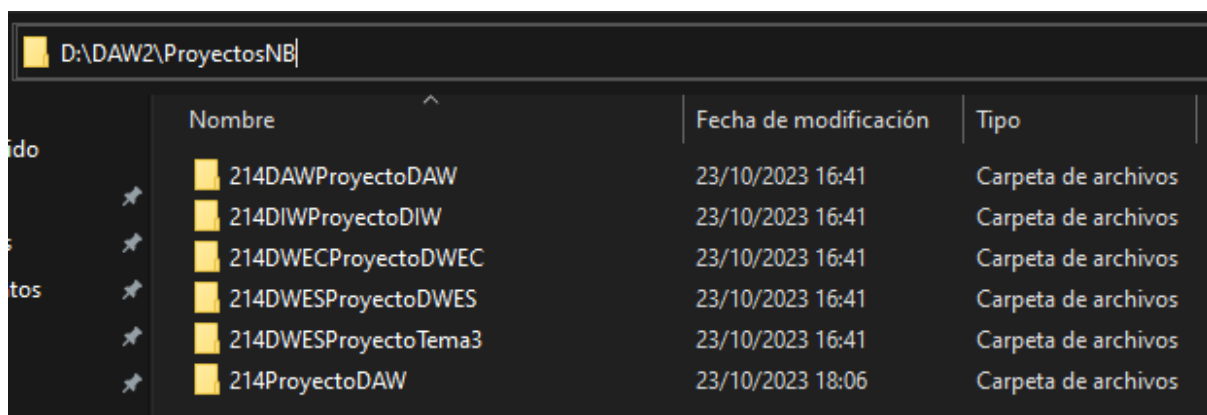 D:\DAW2\ProyectosNB
Nombre Fecha de modificación Tipo
ido
214DAWProyectoDAW 23/10/2023 16:41 Carpeta de archivos
214DIWProyectoDIW 23/10/2023 16:41 Carpeta de archivos
s 214DWECProyectoDWEC 23/10/2023 16:41 Carpeta de archivos
tos 214DWESProyectoDWES 23/10/2023 16:41 Carpeta de archivos
214DWESProyectoTema3 23/10/2023 16:41 Carpeta de archivos
214ProyectoDAW 23/10/2023 18:06 Carpeta de archivos